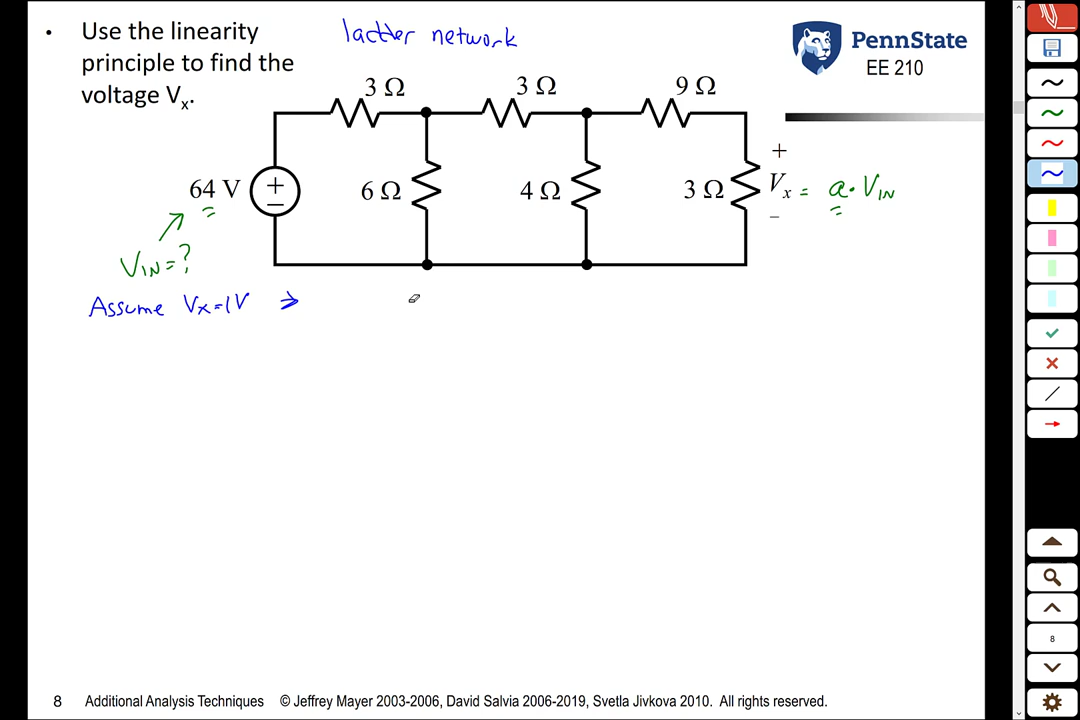 • Use the linearity principle to find the voltage Vx.
ladder network
PennState
EE 210
3 Ω
3 Ω
9 Ω
64 V
+
−
6 Ω
4 Ω
3 Ω
+
Vx = a · VIN
−
VIN = ?
Assume Vx = 1V ⇒
8 Additional Analysis Techniques © Jeffrey Mayer 2003-2006, David Salvia 2006-2019, Svetla Jivkova 2010. All rights reserved.
8